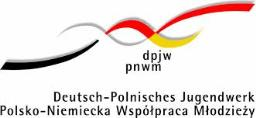 dpjw
pnwm
Deutsch-Polnisches Jugendwerk
Polsko-Niemiecka Współpraca Młodzieży